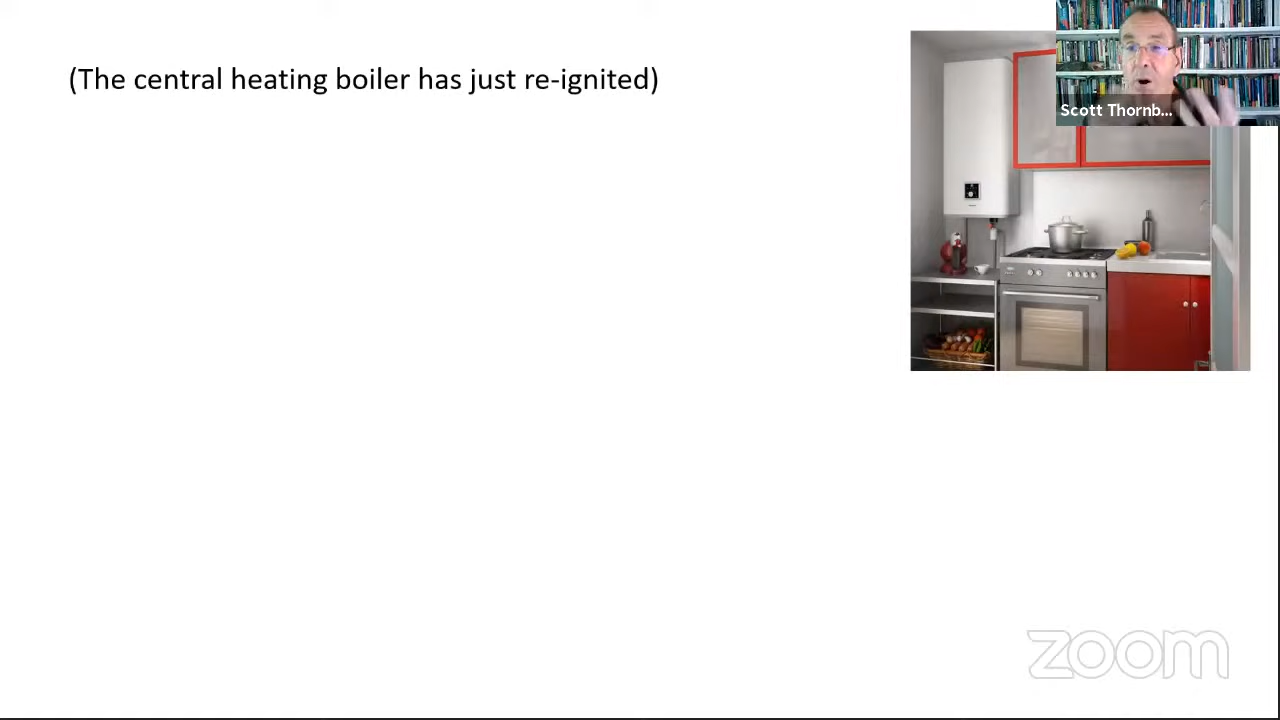 (The central heating boiler has just re-ignited)
Scott Thornb...
zoom